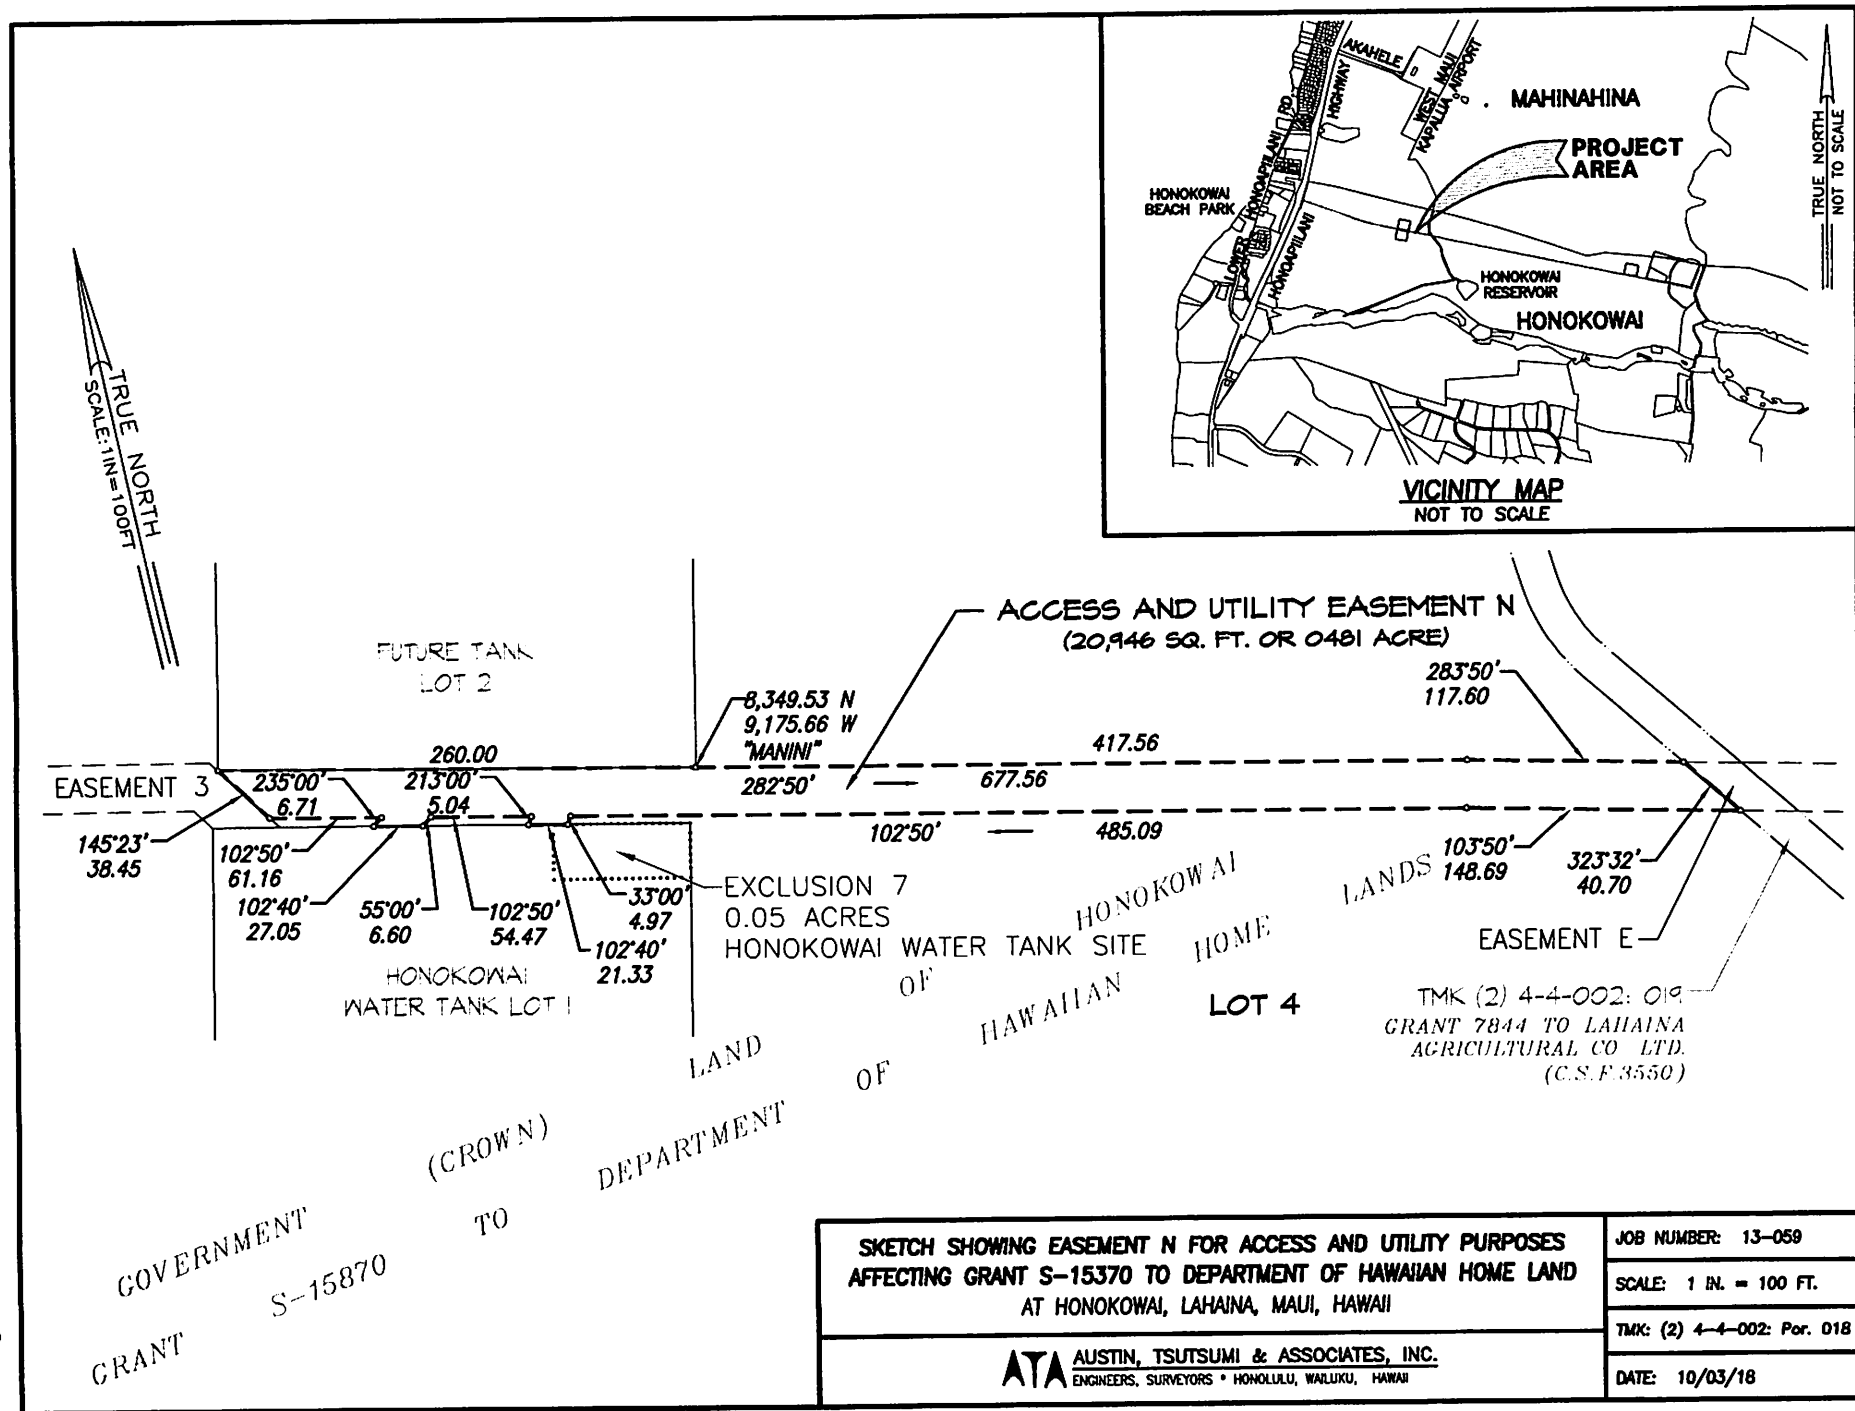 AKAHELE
WEST MAUI
KAPALUA AIRPORT
MAHINAHINA
PROJECT
AREA
HIGHWAY
HONOAPIILANI
LOWER HONOAPIILANI RD.
HONOKOWAI
BEACH PARK
HONOKOWAI
RESERVOIR
HONOKOWAI
TRUE NORTH
NOT TO SCALE
VICINITY MAP
NOT TO SCALE
TRUE NORTH
SCALE: 1 IN=100FT
ACCESS AND UTILITY EASEMENT N
(20,946 SQ. FT. OR 0481 ACRE)
FUTURE TANK
LOT 2
8,349.53 N
9,175.66 W
"MANINI"
283°50'
117.60
260.00
417.56
EASEMENT 3
235°00'
6.71
213°00'
5.04
282°50'
677.56
145°23'
38.45
102°50'
61.16
102°40'
27.05
55°00'
6.60
102°50'
54.47
33°00'
4.97
102°40'
21.33
102°50'
485.09
103°50'
148.69
323°32'
40.70
EXCLUSION 7
0.05 ACRES
HONOKOWAI WATER TANK SITE
HONOKOWAI
WATER TANK LOT 1
EASEMENT E
LOT 4
TMK (2) 4-4-002: 019
GRANT 7844 TO LAHAINA
AGRICULTURAL CO LTD.
(C.S.F. 3550)
GOVERNMENT (CROWN) LAND OF HONOKOWAI
GRANT S-15870 TO DEPARTMENT OF HAWAIIAN HOME LANDS
SKETCH SHOWING EASEMENT N FOR ACCESS AND UTILITY PURPOSES
AFFECTING GRANT S-15370 TO DEPARTMENT OF HAWAIIAN HOME LAND
AT HONOKOWAI, LAHAINA, MAUI, HAWAII
ATA AUSTIN, TSUTSUMI & ASSOCIATES, INC.
ENGINEERS, SURVEYORS • HONOLULU, WAILUKU, HAWAII
JOB NUMBER: 13-059
SCALE: 1 IN. = 100 FT.
TMK: (2) 4-4-002: Por. 018
DATE: 10/03/18